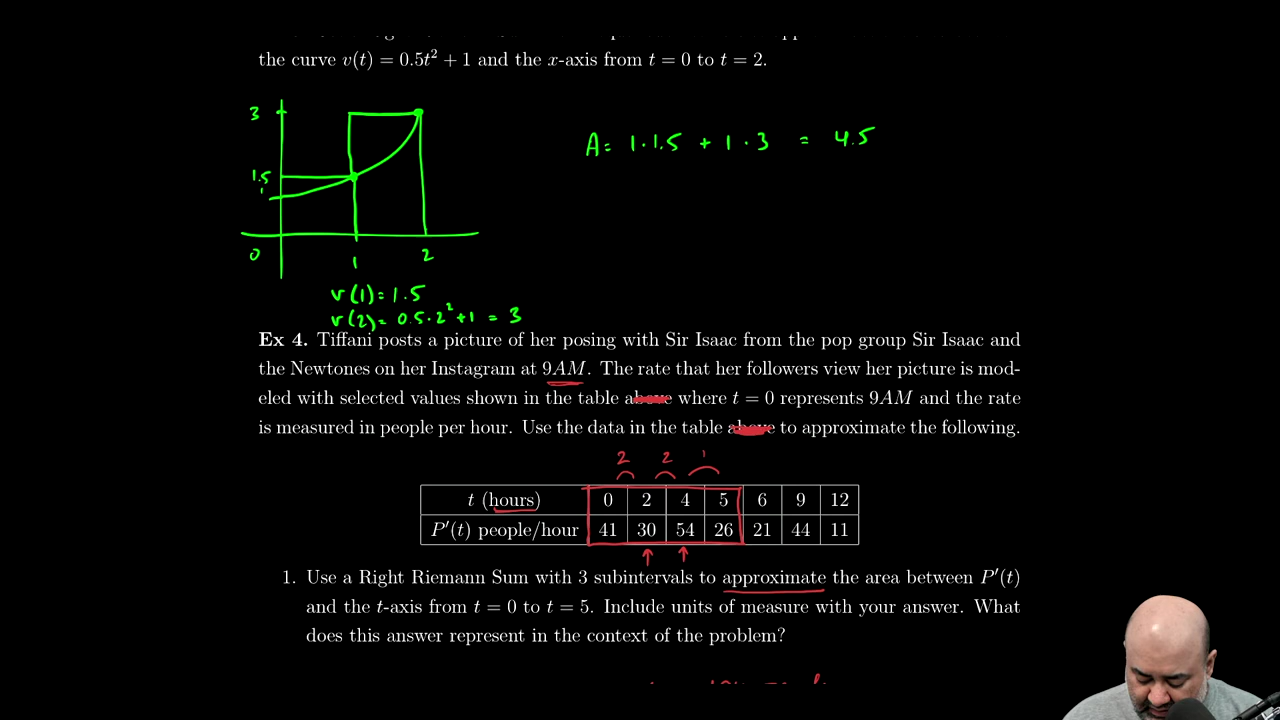 the curve v(t) = 0.5t² + 1 and the x-axis from t = 0 to t = 2.
3
A= 1·1.5 + 1·3 = 4.5
1.5
1
0 1 2
v(1)=1.5
v(2)= 0.5·2²+1 = 3
Ex 4. Tiffani posts a picture of her posing with Sir Isaac from the pop group Sir Isaac and
the Newtones on her Instagram at 9AM. The rate that her followers view her picture is mod-
eled with selected values shown in the table above where t = 0 represents 9AM and the rate
is measured in people per hour. Use the data in the table above to approximate the following.
2 2 1
t (hours) 0 2 4 5 6 9 12
P′(t) people/hour 41 30 54 26 21 44 11
1. Use a Right Riemann Sum with 3 subintervals to approximate the area between P′(t)
and the t-axis from t = 0 to t = 5. Include units of measure with your answer. What
does this answer represent in the context of the problem?